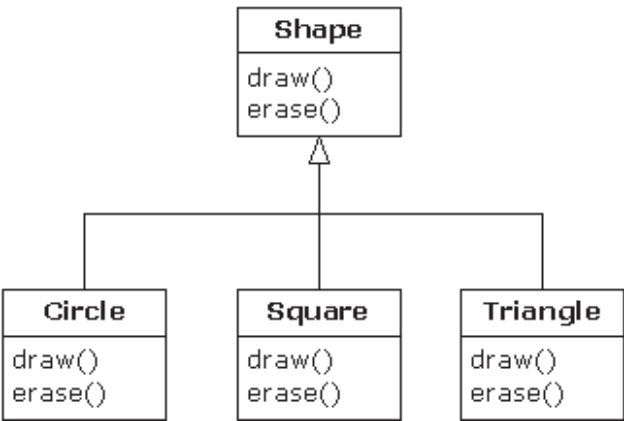 Shape
draw()
erase()
Circle
draw()
erase()
Square
draw()
erase()
Triangle
draw()
erase()